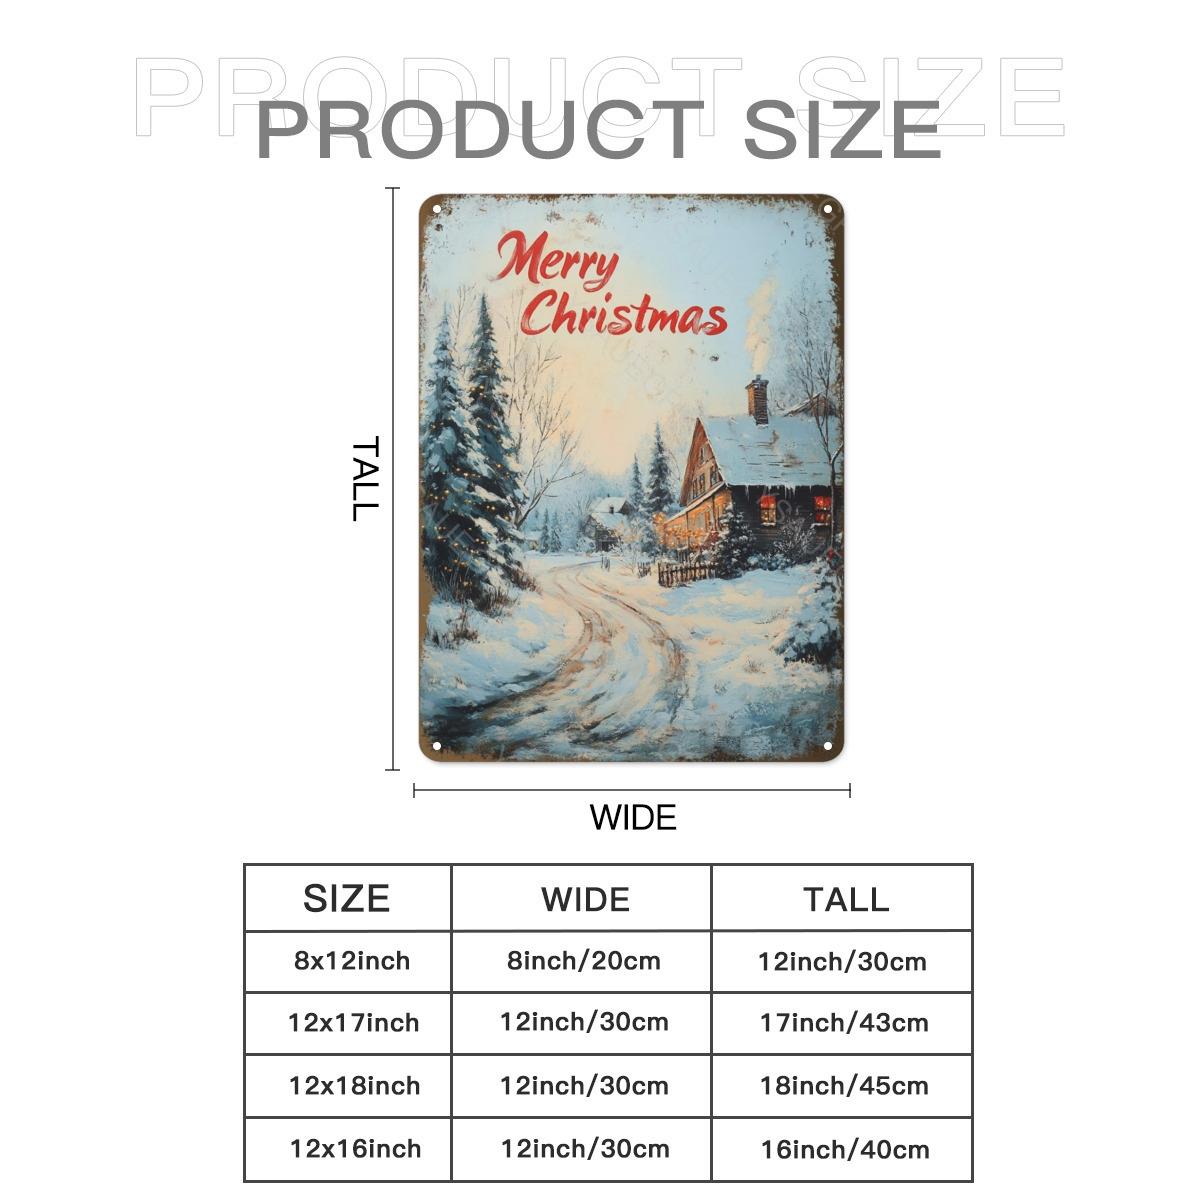 PRODUCT SIZE
PRODUCT SIZE
Merry
Christmas
TALL
WIDE
SIZE WIDE TALL
8x12inch 8inch/20cm 12inch/30cm
12x17inch 12inch/30cm 17inch/43cm
12x18inch 12inch/30cm 18inch/45cm
12x16inch 12inch/30cm 16inch/40cm